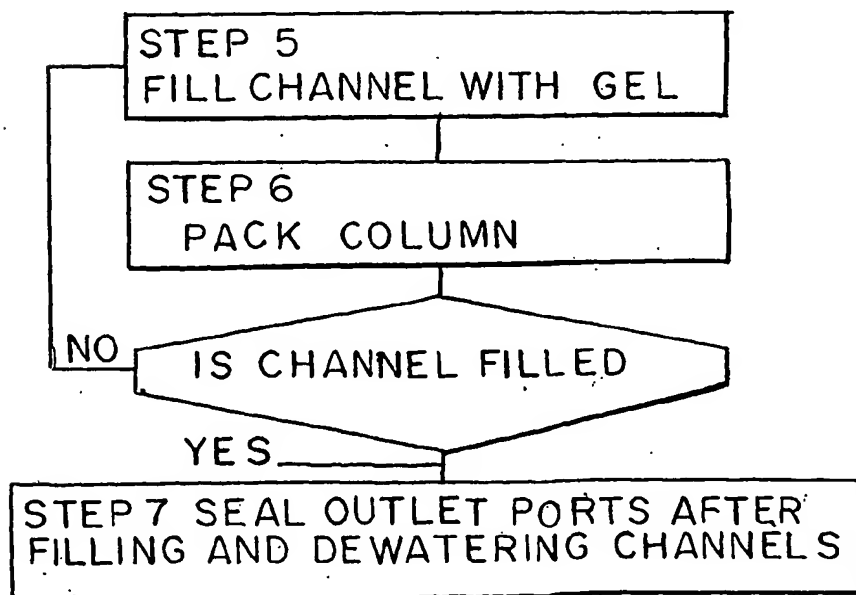 STEP 5
FILL CHANNEL WITH GEL
STEP 6
PACK COLUMN
NO
IS CHANNEL FILLED
YES
STEP 7 SEAL OUTLET PORTS AFTER
FILLING AND DEWATERING CHANNELS